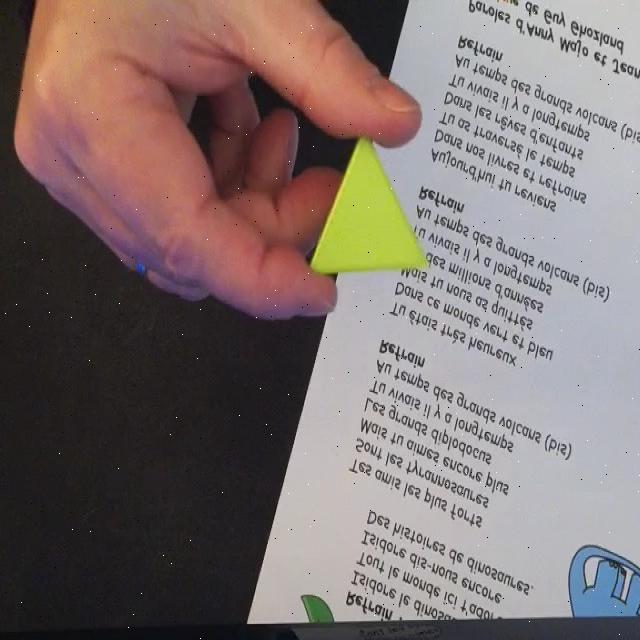 Refrain
Isidore le
Tout le monde ici
Isidore dis-nous encore
Des histoires de dinosaures.
Tes amis les plus forts
Sont les tyrannosaures
Mais tu aimes encore plus
Les grands diplodocus
Tu vivais il y a longtemps
Au temps des grands volcans (bis)
Refrain
Tu étais très heureux
Dans ce monde vert et bleu
Mais tu nous as quittés
des millions d'années
Tu vivais il y a longtemps
Au temps des grands volcans (bis)
Refrain
Aujourd'hui tu reviens
Dans nos livres et refrains
Tu as traversé le temps
Dans les rêves d'enfants
Tu vivais il y a longtemps
Au temps des grands volcans (bis
Refrain
Paroles d'Anny Majo et Jean
de Guy Ghozland